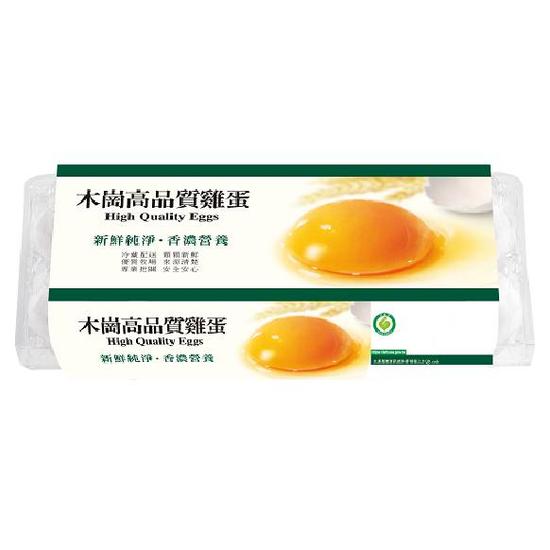 木崗高品質雞蛋
High Quality Eggs
新鮮純淨・香濃營養
冷藏配送 顆顆新鮮
優質牧場 來源清楚
專業把關 安全安心
木崗高品質雞蛋
High Quality Eggs
新鮮純淨・香濃營養